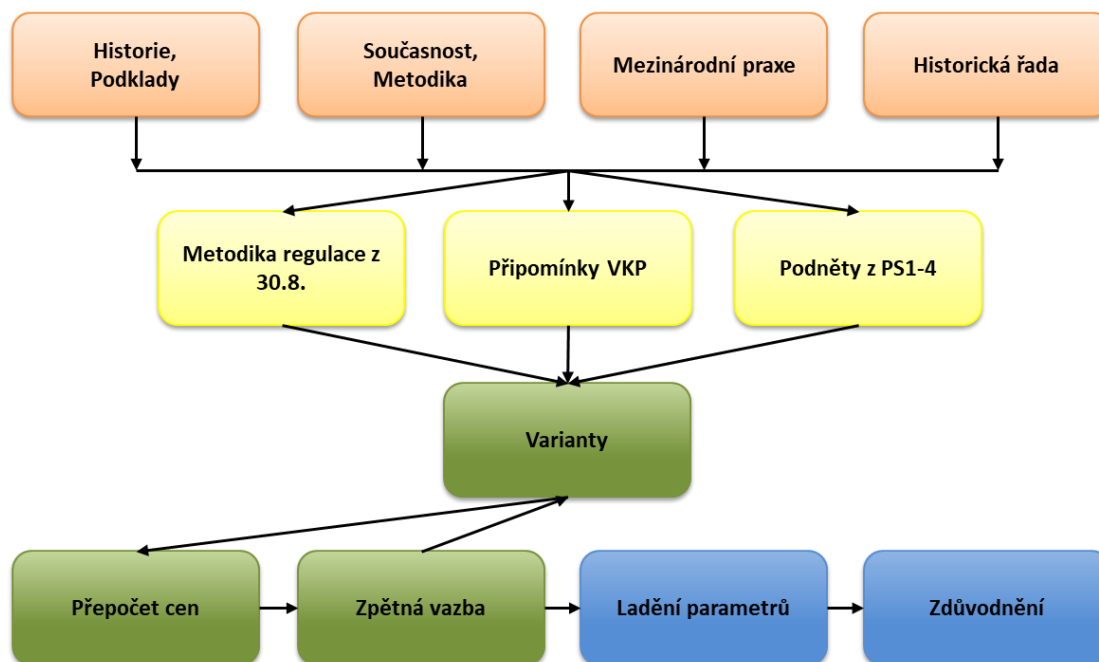 Historie,
Podklady
Současnost,
Metodika
Mezinárodní praxe
Historická řada
Metodika regulace z
30.8.
Připomínky VKP
Podněty z PS1-4
Varianty
Přepočet cen
Zpětná vazba
Ladění parametrů
Zdůvodnění